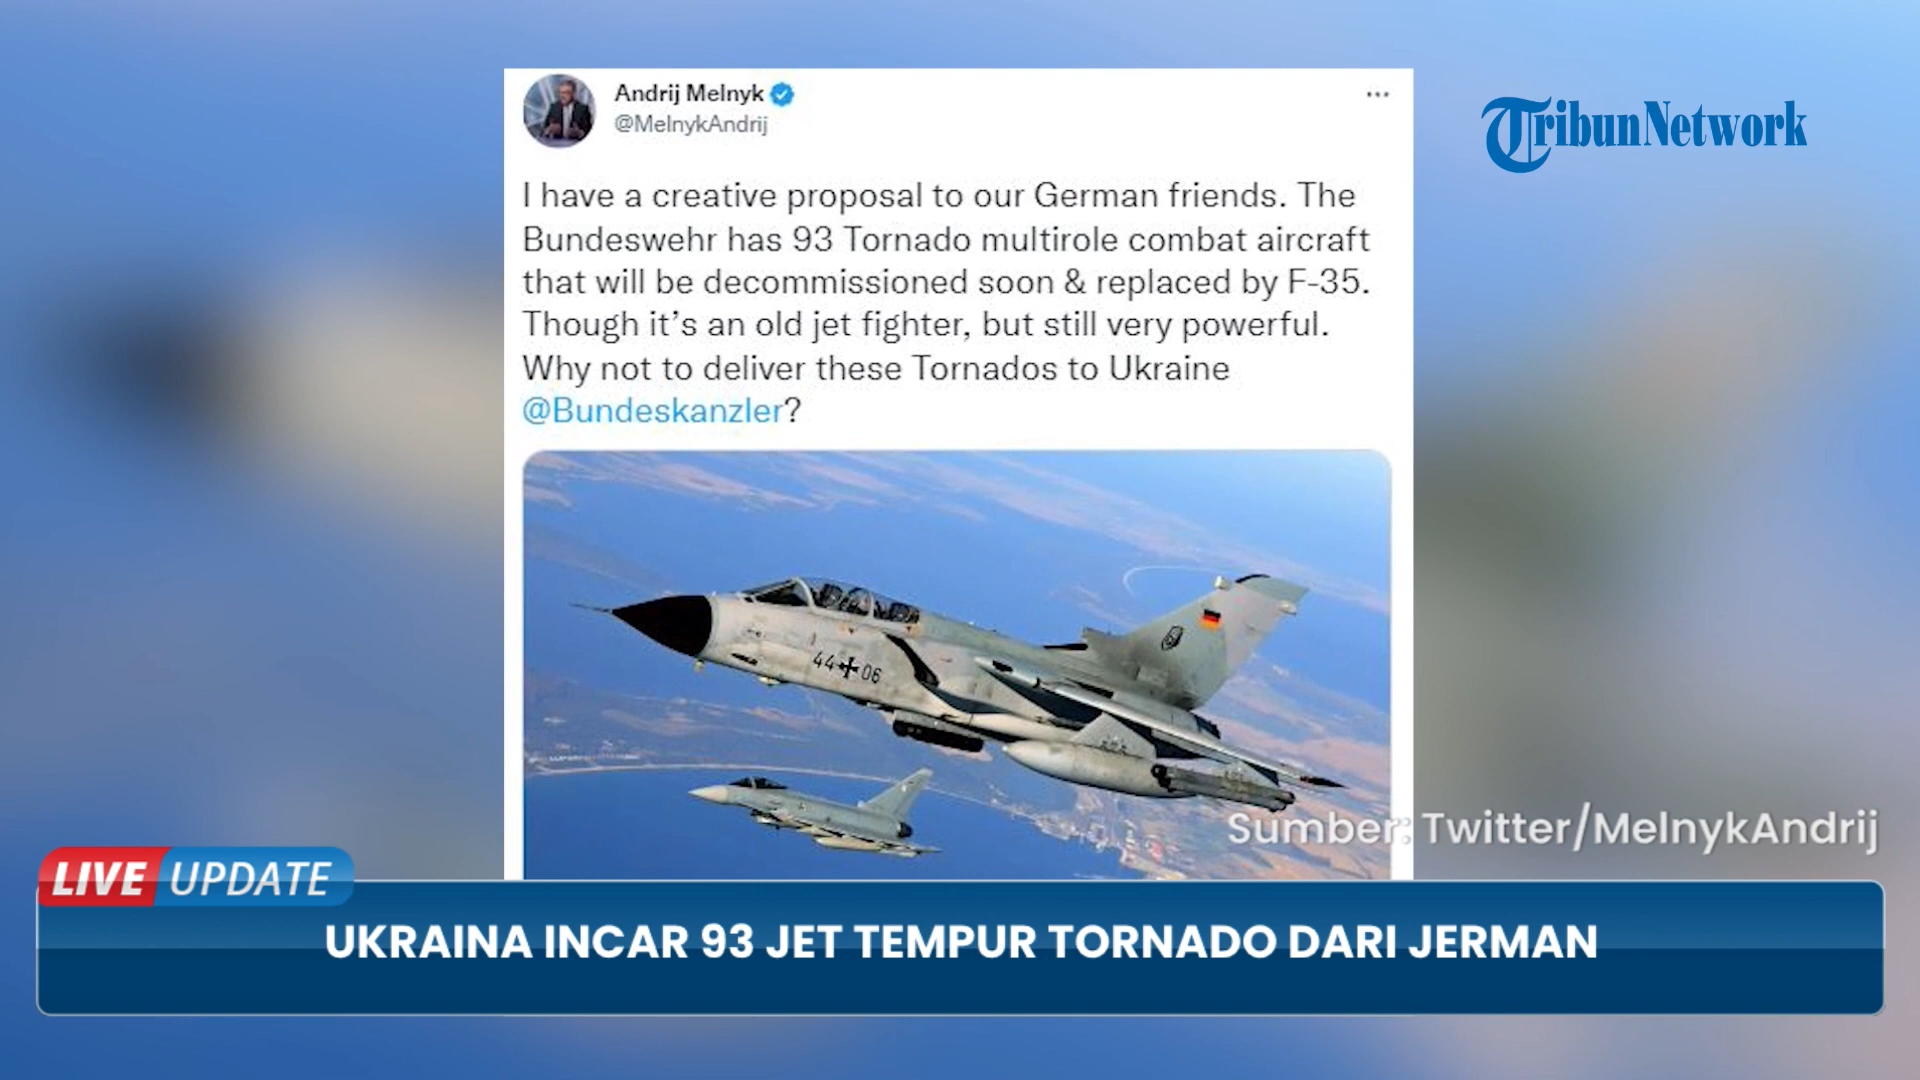 Andrij Melnyk
@MelnykAndrij
TribunNetwork
I have a creative proposal to our German friends. The
Bundeswehr has 93 Tornado multirole combat aircraft
that will be decommissioned soon & replaced by F-35.
Though it's an old jet fighter, but still very powerful.
Why not to deliver these Tornados to Ukraine
@Bundeskanzler?
44 06
Sumber: Twitter/MelnykAndrij
LIVE UPDATE
UKRAINA INCAR 93 JET TEMPUR TORNADO DARI JERMAN